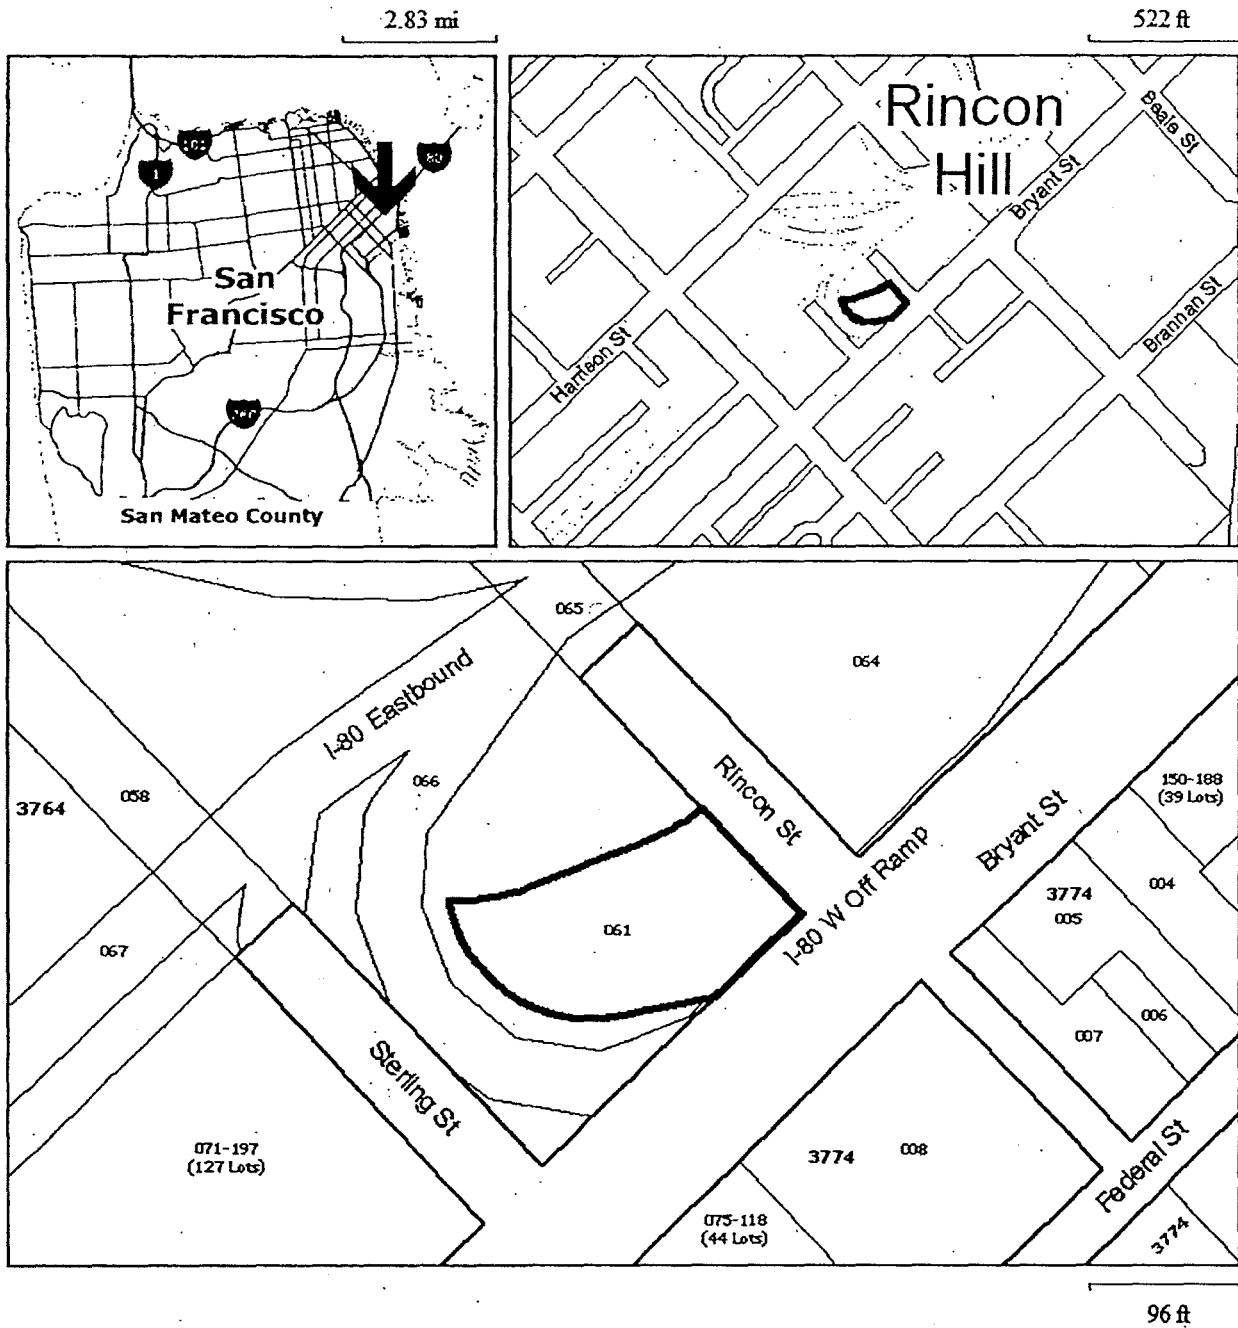 2.83 mi
522 ft
101
1
80
San
Francisco
San Mateo County
Rincon
Hill
Beale St
Bryant St
Brannan St
Harrison St
065
064
I-80 Eastbound
066
Rincon St
150-188
(39 Lots)
3764
058
Bryant St
I-80 W Off Ramp
3774
004
005
061
067
006
007
Sterling St
071-197
(127 Lots)
3774
008
Federal St
075-118
(44 Lots)
3774
96 ft